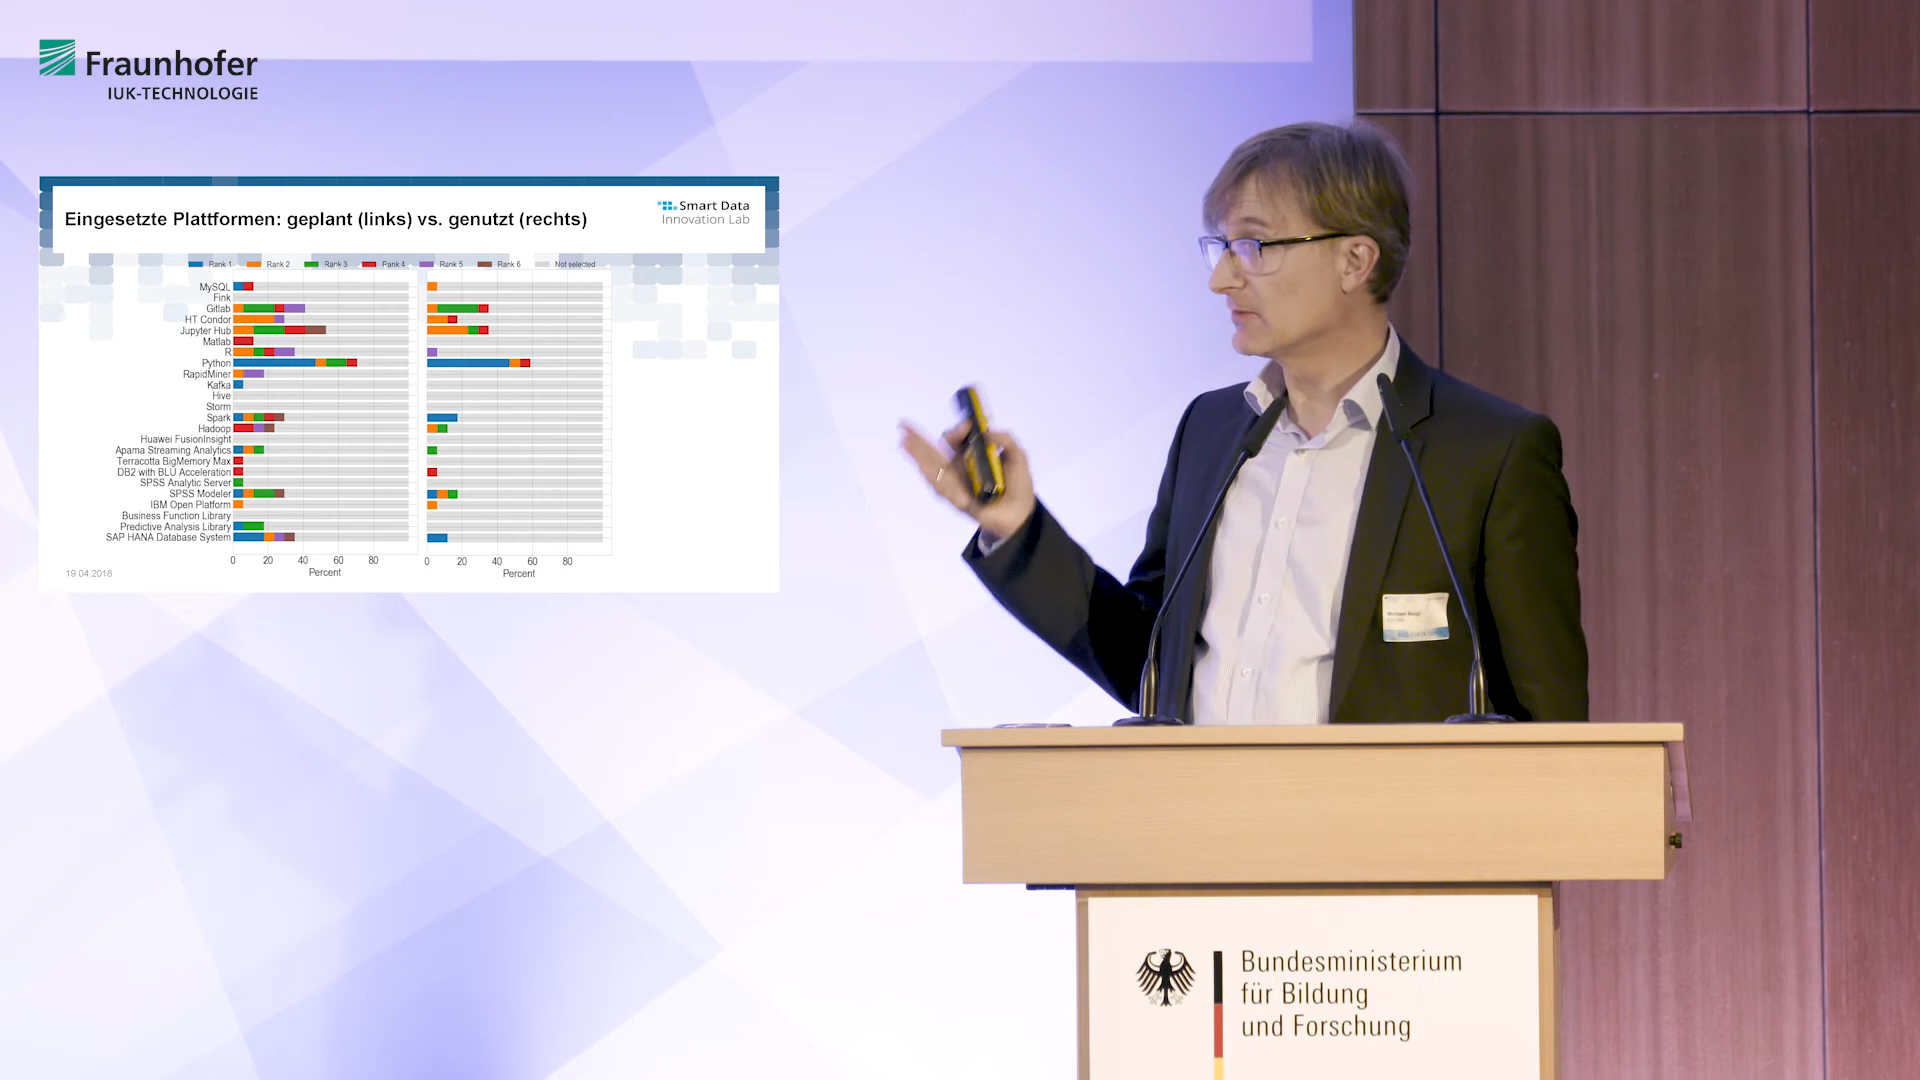 Fraunhofer
IUK-TECHNOLOGIE
Eingesetzte Plattformen: geplant (links) vs. genutzt (rechts)
Smart Data
Innovation Lab
Rank 1 Rank 2 Rank 3 Rank 4 Rank 5 Rank 6 Not selected
MySQL
Fink
Gitlab
HT Condor
Jupyter Hub
Matlab
R
Python
RapidMiner
Kafka
Hive
Storm
Spark
Hadoop
Huawei FusionInsight
Apama Streaming Analytics
Terracotta BigMemory Max
DB2 with BLU Acceleration
SPSS Analytic Server
SPSS Modeler
IBM Open Platform
Business Function Library
Predictive Analysis Library
SAP HANA Database System
0 20 40 60 80 0 20 40 60 80
Percent Percent
19.04.2018
Michael Beigl
Bundesministerium
für Bildung
und Forschung